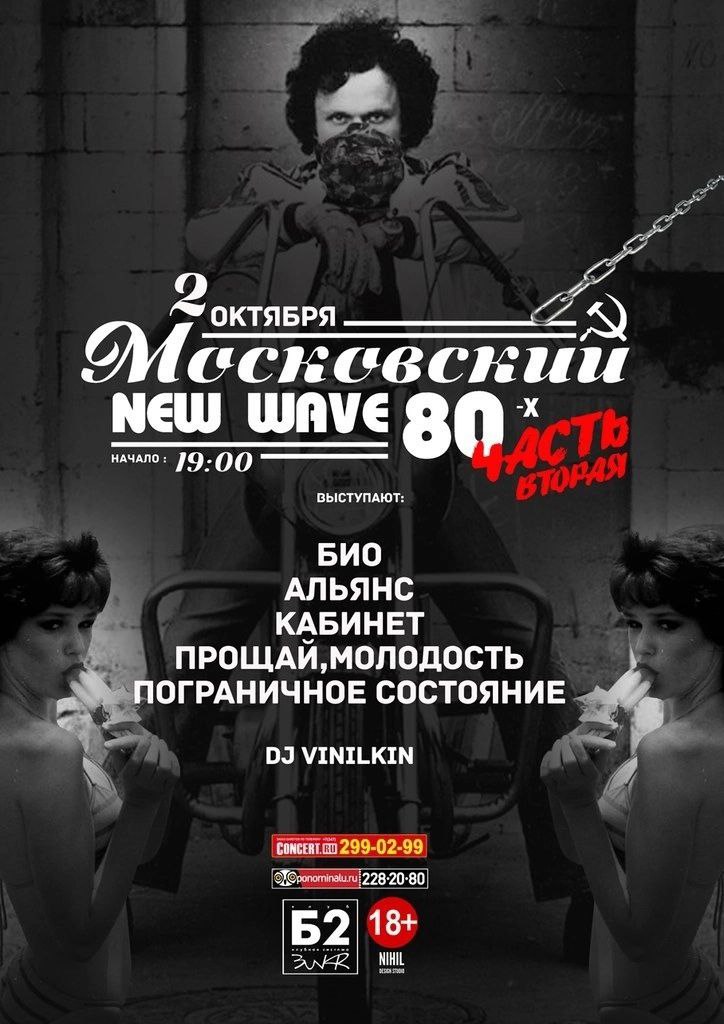 2 ОКТЯБРЯ
Московский
NEW WAVE 80-х
ЧАСТЬ
ВТОРАЯ
НАЧАЛО : 19:00
ВЫСТУПАЮТ:
БИО
АЛЬЯНС
КАБИНЕТ
ПРОЩАЙ,МОЛОДОСТЬ
ПОГРАНИЧНОЕ СОСТОЯНИЕ
DJ VINILKIN
CONCERT.RU 299-02-99
ponominalu.ru 228-20-80
клуб
Б2
18+
NIHIL
DESIGN STUDIO